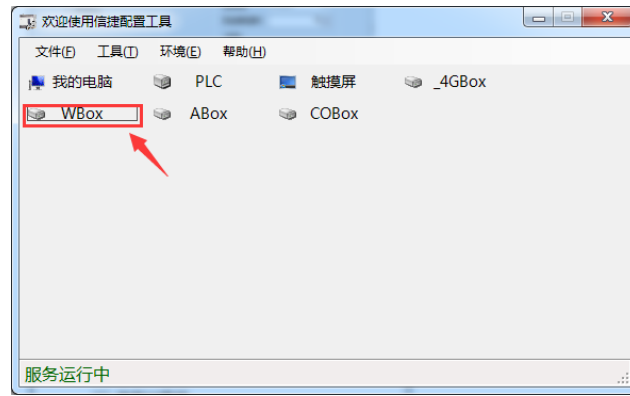 欢迎使用信捷配置工具
文件(F) 工具(T) 环境(E) 帮助(H)
我的电脑 PLC 触摸屏 _4GBox
WBox ABox COBox
服务运行中